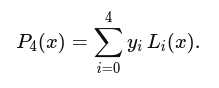 $P_4(x) = \sum_{i=0}^{4} y_i \, L_i(x).$